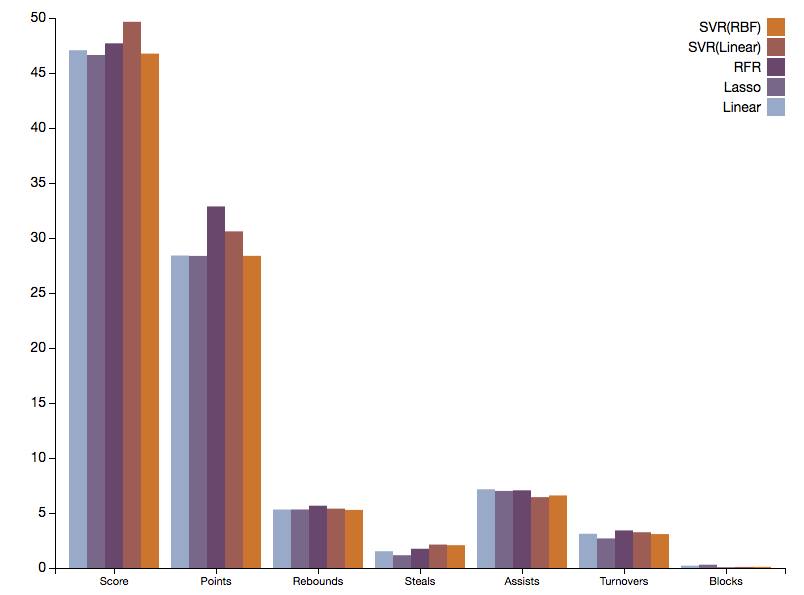 50
45
40
35
30
25
20
15
10
5
0
SVR(RBF)
SVR(Linear)
RFR
Lasso
Linear
Score Points Rebounds Steals Assists Turnovers Blocks